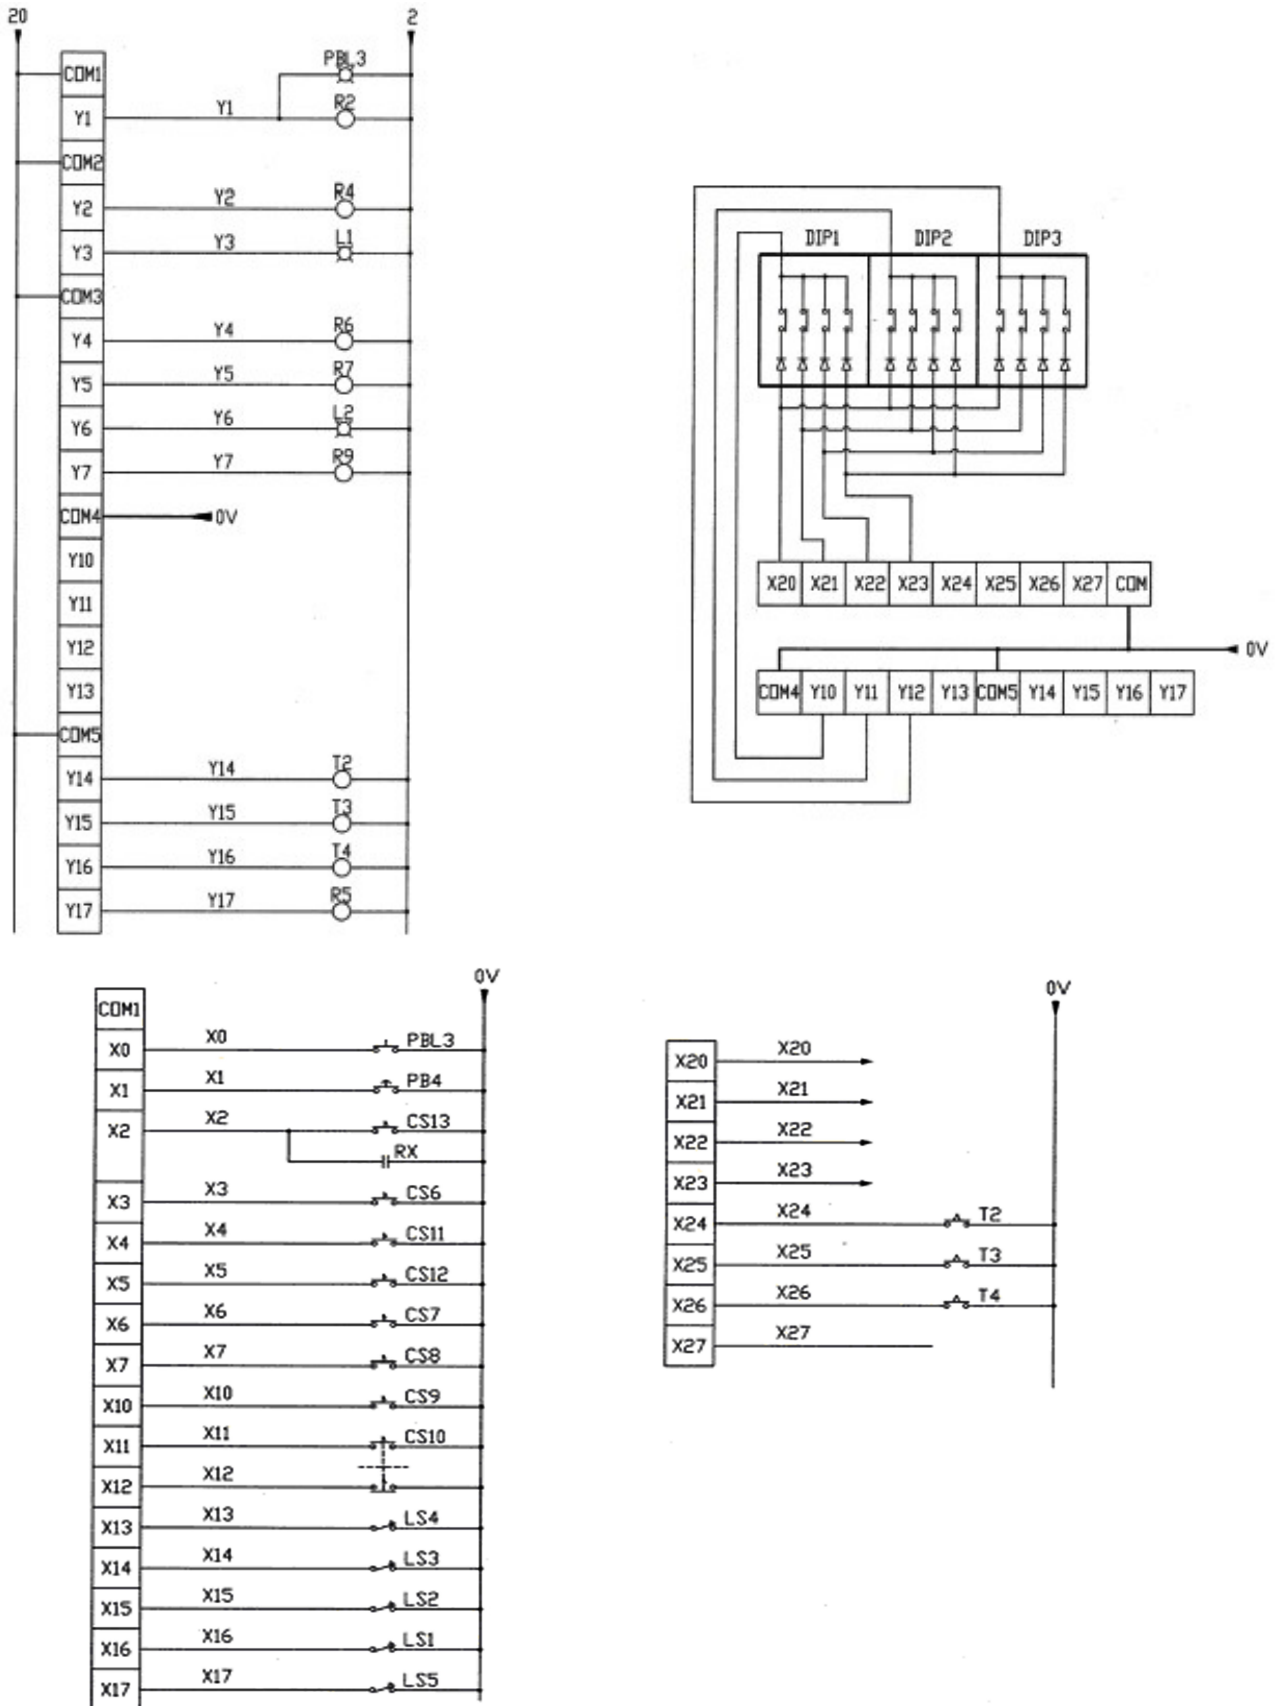 20 2
COM1 PBL3
Y1 Y1 R2
COM2
Y2 Y2 R4
Y3 Y3 L1
COM3
Y4 Y4 R6
Y5 Y5 R7
Y6 Y6 L2
Y7 Y7 R9
COM4 0V
Y10
Y11
Y12
Y13
COM5
Y14 Y14 T2
Y15 Y15 T3
Y16 Y16 T4
Y17 Y17 R5
DIP1 DIP2 DIP3
X20 X21 X22 X23 X24 X25 X26 X27 COM
0V
COM4 Y10 Y11 Y12 Y13 COM5 Y14 Y15 Y16 Y17
0V
COM1
X0 X0 PBL3
X1 X1 PB4
X2 X2 CS13
RX
X3 X3 CS6
X4 X4 CS11
X5 X5 CS12
X6 X6 CS7
X7 X7 CS8
X10 X10 CS9
X11 X11 CS10
X12 X12
X13 X13 LS4
X14 X14 LS3
X15 X15 LS2
X16 X16 LS1
X17 X17 LS5
0V
X20 X20
X21 X21
X22 X22
X23 X23
X24 X24 T2
X25 X25 T3
X26 X26 T4
X27 X27